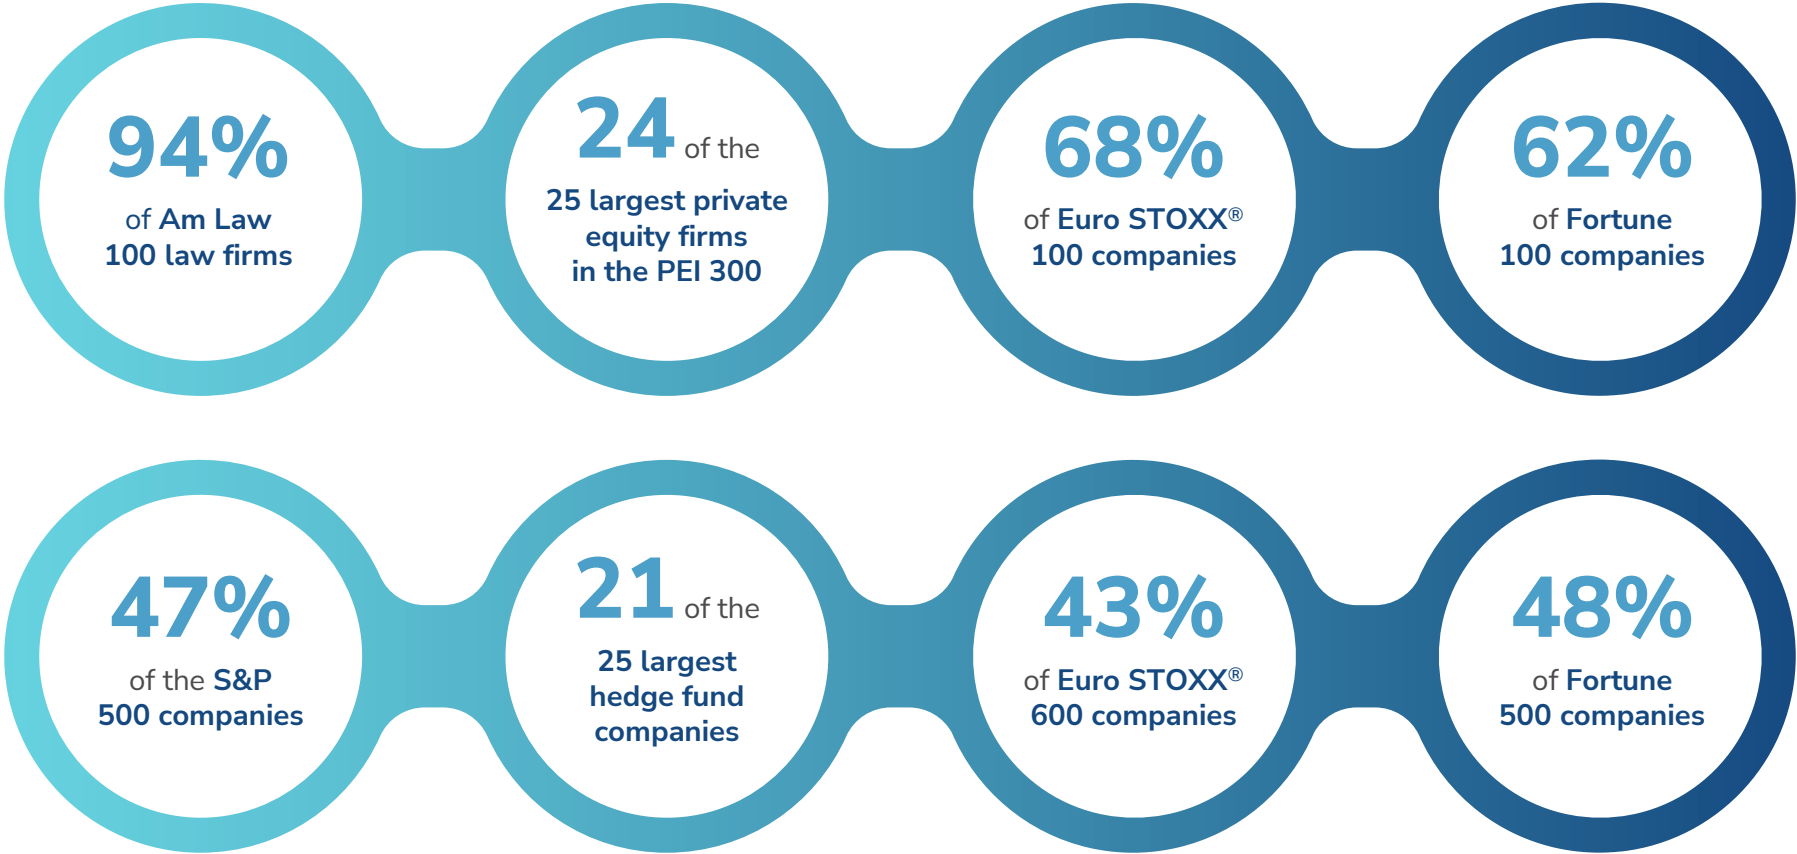 94%
of Am Law
100 law firms
24 of the
25 largest private
equity firms
in the PEI 300
68%
of Euro STOXX®
100 companies
62%
of Fortune
100 companies
47%
of the S&P
500 companies
21 of the
25 largest
hedge fund
companies
43%
of Euro STOXX®
600 companies
48%
of Fortune
500 companies